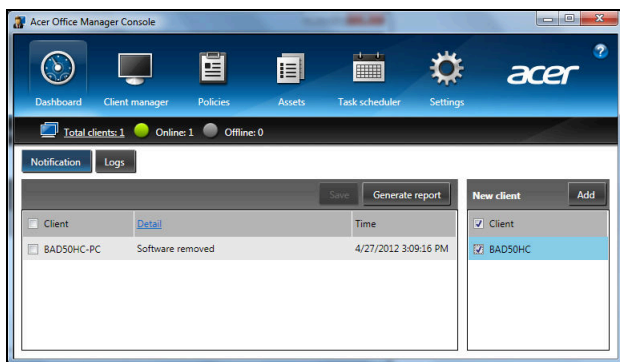 Acer Office Manager Console
acer
?
Dashboard Client manager Policies Assets Task scheduler Settings
Total clients: 1 Online: 1 Offline: 0
Notification Logs
Save Generate report
New client Add
Client Detail Time
Client
BAD50HC-PC Software removed 4/27/2012 3:09:16 PM
BAD50HC